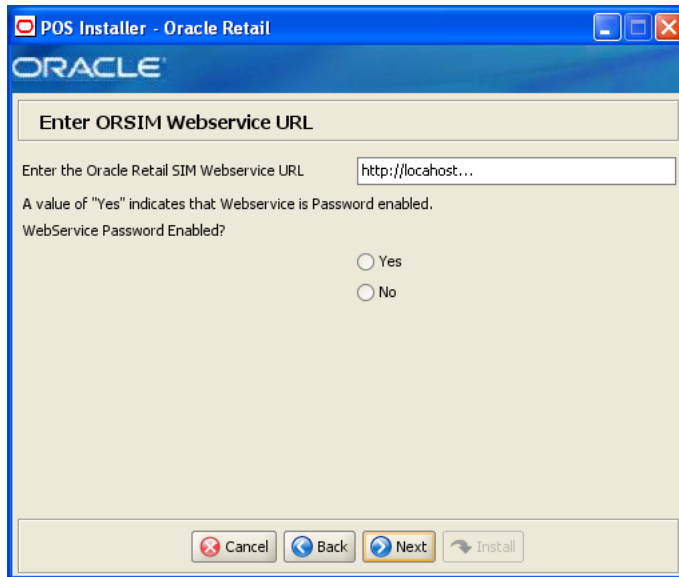 POS Installer - Oracle Retail
ORACLE
Enter ORSIM Webservice URL
Enter the Oracle Retail SIM Webservice URL http://locahost...
A value of "Yes" indicates that Webservice is Password enabled.
WebService Password Enabled?
Yes
No
Cancel Back Next Install